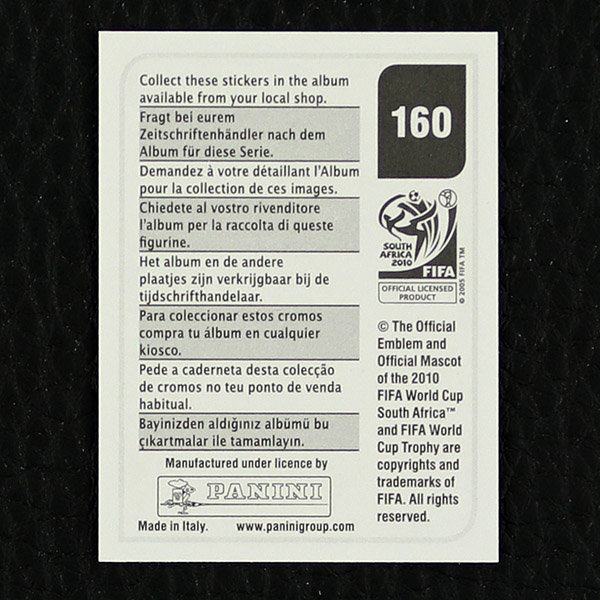 Collect these stickers in the album
available from your local shop.
Fragt bei eurem
Zeitschriftenhändler nach dem
Album für diese Serie.
Demandez à votre détaillant l'Album
pour la collection de ces images.
Chiedete al vostro rivenditore
l'album per la raccolta di queste
figurine.
Het album en de andere
plaatjes zijn verkrijgbaar bij de
tijdschrifthandelaar.
Para coleccionar estos cromos
compra tu álbum en cualquier
kiosco.
Pede a caderneta desta colecção
de cromos no teu ponto de venda
habitual.
Bayinizden aldığınız albümü bu
çıkartmalar ile tamamlayın.
Manufactured under licence by
PANINI
Made in Italy. www.paninigroup.com
160
SOUTH
AFRICA
2010
FIFA
OFFICIAL LICENSED
PRODUCT
© 2005 FIFA TM
© The Official
Emblem and
Official Mascot
of the 2010
FIFA World Cup
South Africa™
and FIFA World
Cup Trophy are
copyrights and
trademarks of
FIFA. All rights
reserved.